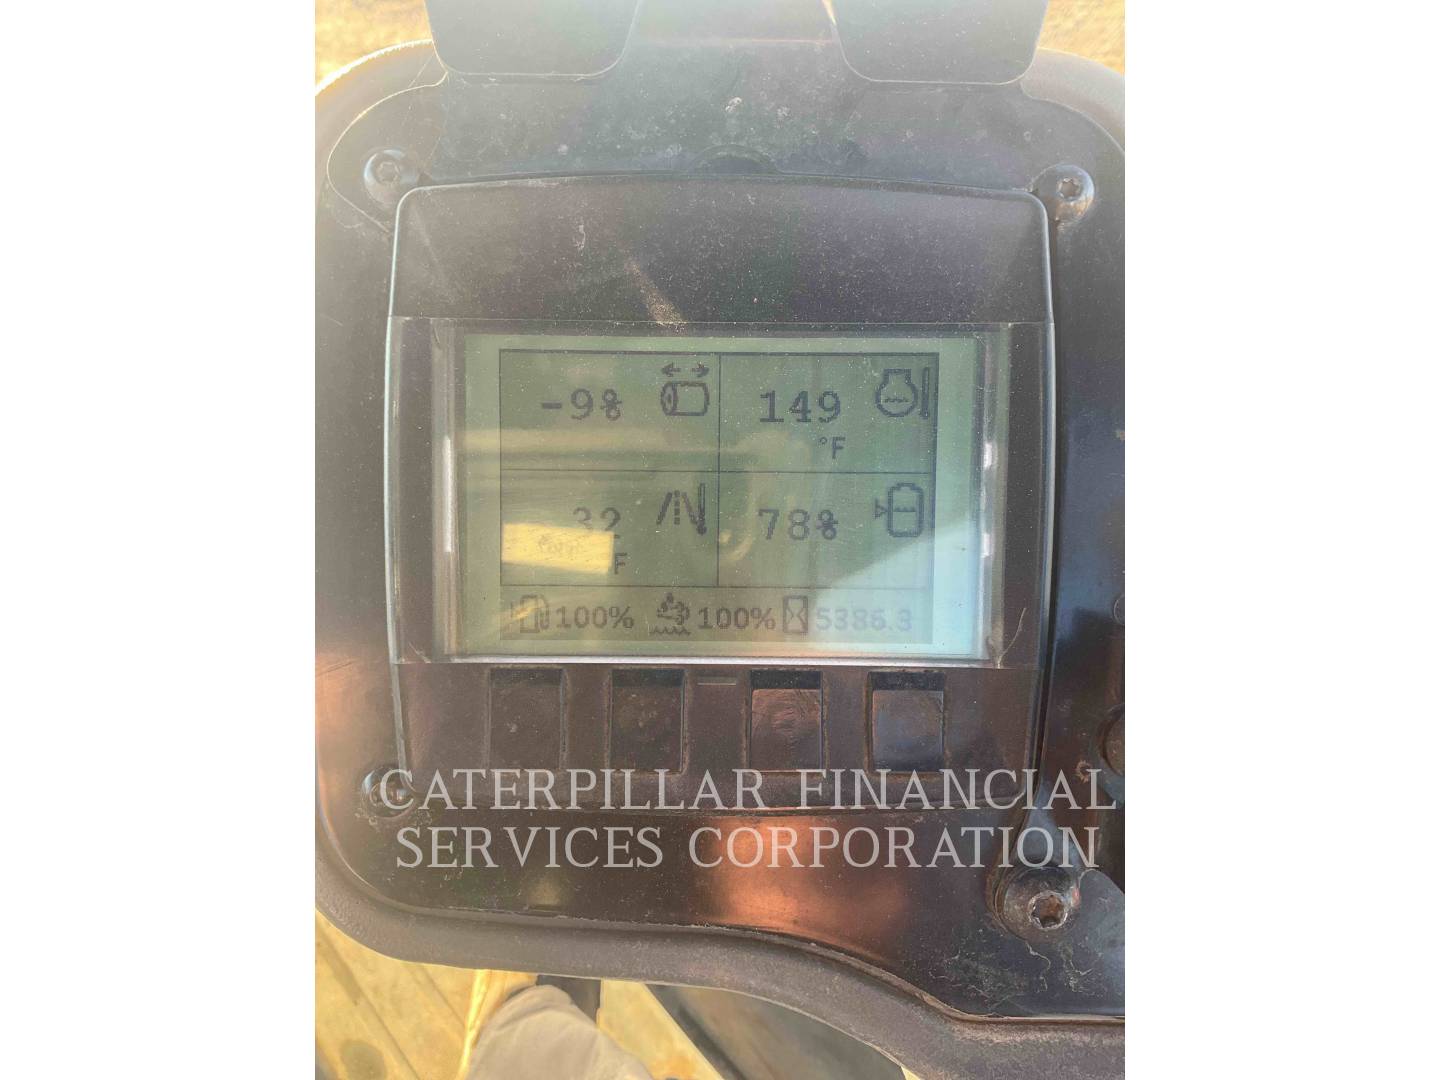 -9% 149
°F
32 78%
F
100% 100% 5386.3
CATERPILLAR FINANCIAL
SERVICES CORPORATION